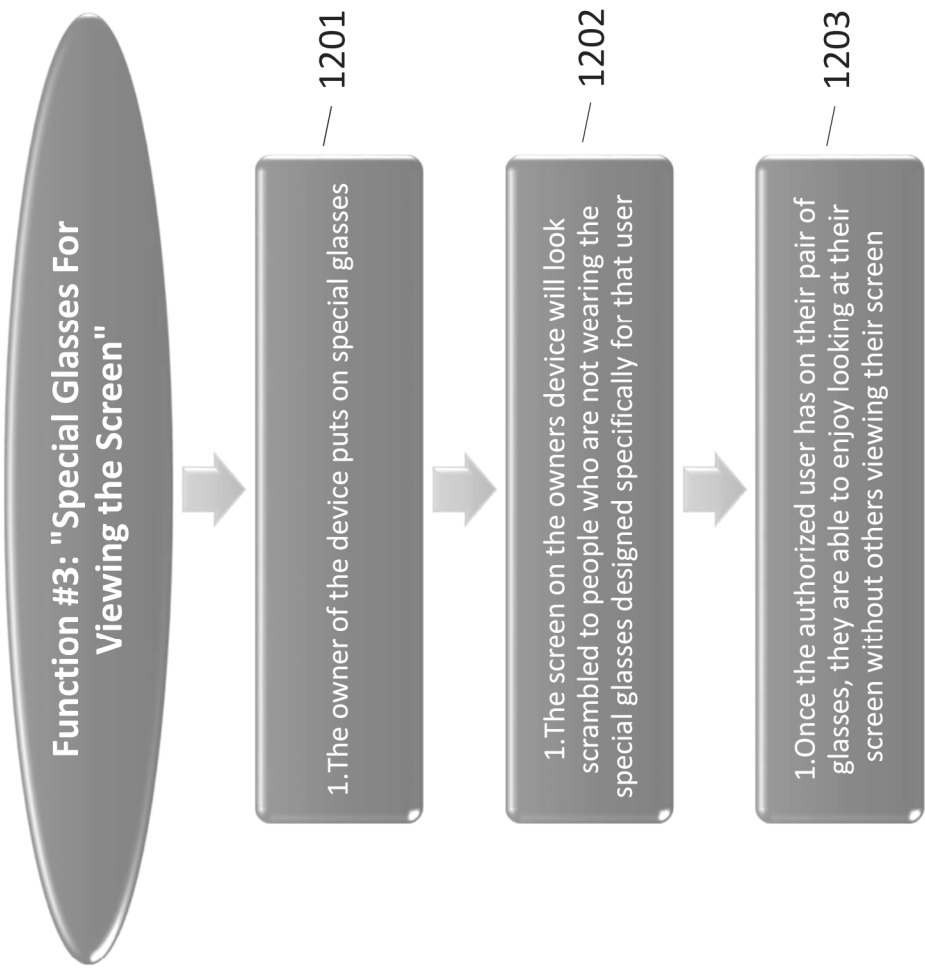 Function #3: "Special Glasses For
Viewing the Screen"
1.The owner of the device puts on special glasses
1201
1.The screen on the owners device will look
scrambled to people who are not wearing the
special glasses designed specifically for that user
1202
1.Once the authorized user has on their pair of
glasses, they are able to enjoy looking at their
screen without others viewing their screen
1203